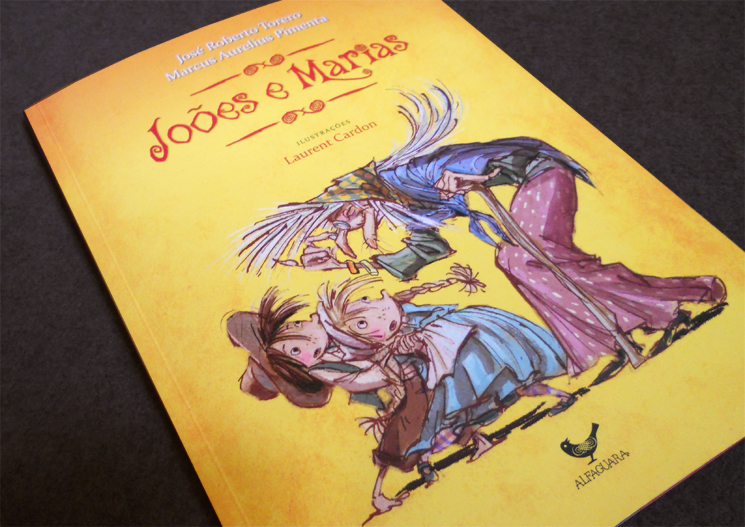 José Roberto Torero
Marcus Aurelius Pimenta
Joões e Marias
ILUSTRAÇÕES
Laurent Cardon
ALFAGUARA